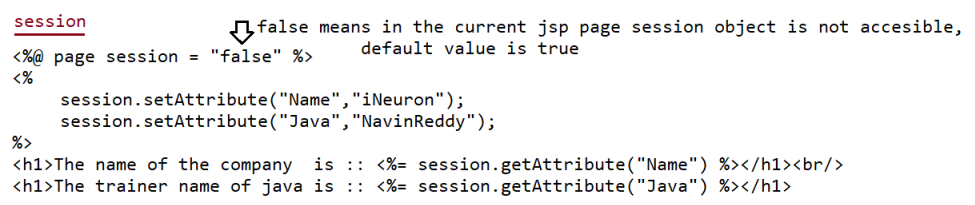 session
false means in the current jsp page session object is not accesible,
default value is true
<%@ page session = "false" %>
<%
session.setAttribute("Name","iNeuron");
session.setAttribute("Java","NavinReddy");
%>
<h1>The name of the company  is :: <%= session.getAttribute("Name") %></h1><br/>
<h1>The trainer name of java is :: <%= session.getAttribute("Java") %></h1>